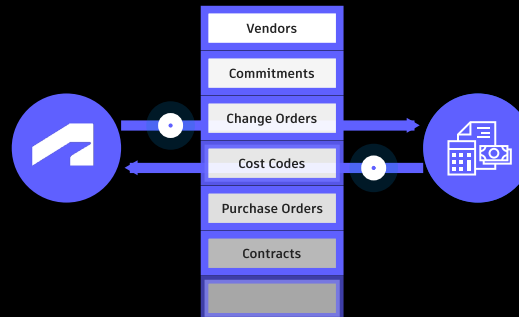 Vendors
Commitments
Change Orders
Cost Codes
Purchase Orders
Contracts